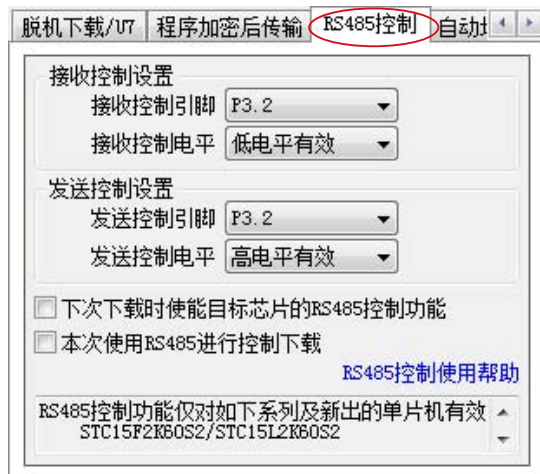 脱机下载/U7 程序加密后传输 RS485控制 自动
接收控制设置
接收控制引脚 P3.2
接收控制电平 低电平有效
发送控制设置
发送控制引脚 P3.2
发送控制电平 高电平有效
下次下载时使能目标芯片的RS485控制功能
本次使用RS485进行控制下载
RS485控制使用帮助
RS485控制功能仅对如下系列及新出的单片机有效
STC15F2K60S2/STC15L2K60S2